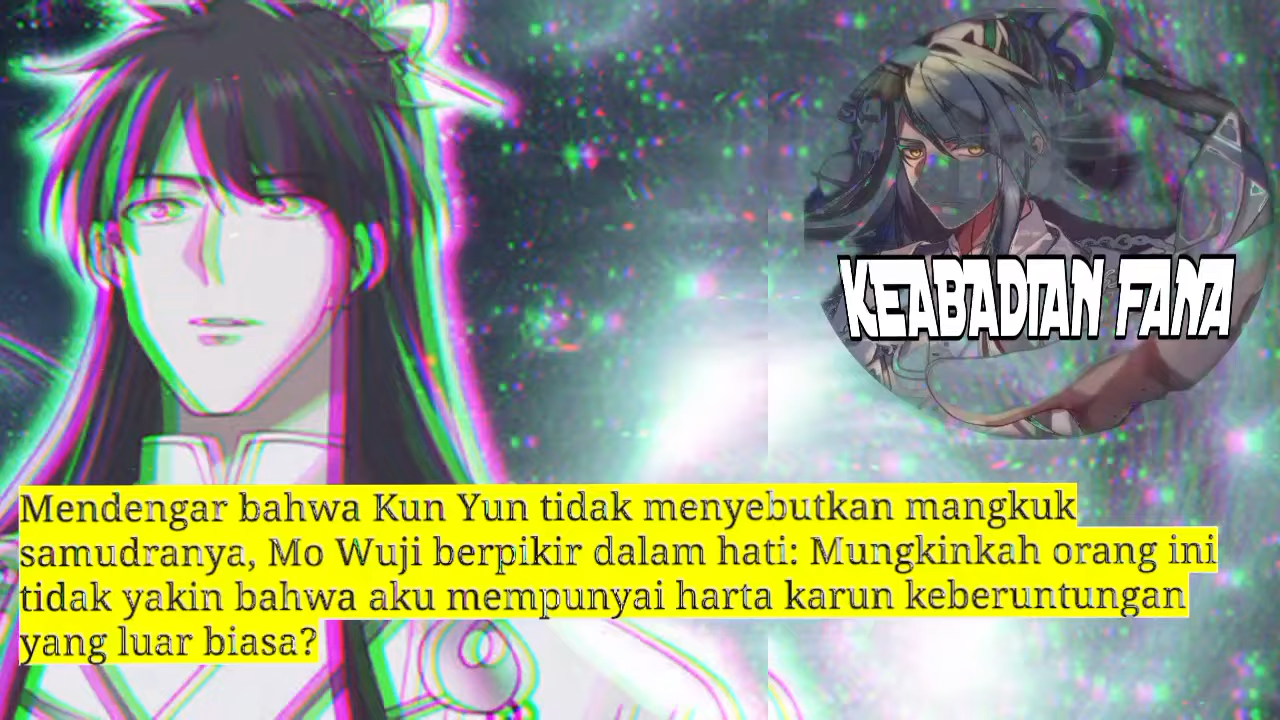 KEABADIAN FANA
Mendengar bahwa Kun Yun tidak menyebutkan mangkuk
samudranya, Mo Wuji berpikir dalam hati: Mungkinkah orang ini
tidak yakin bahwa aku mempunyai harta karun keberuntungan
yang luar biasa?